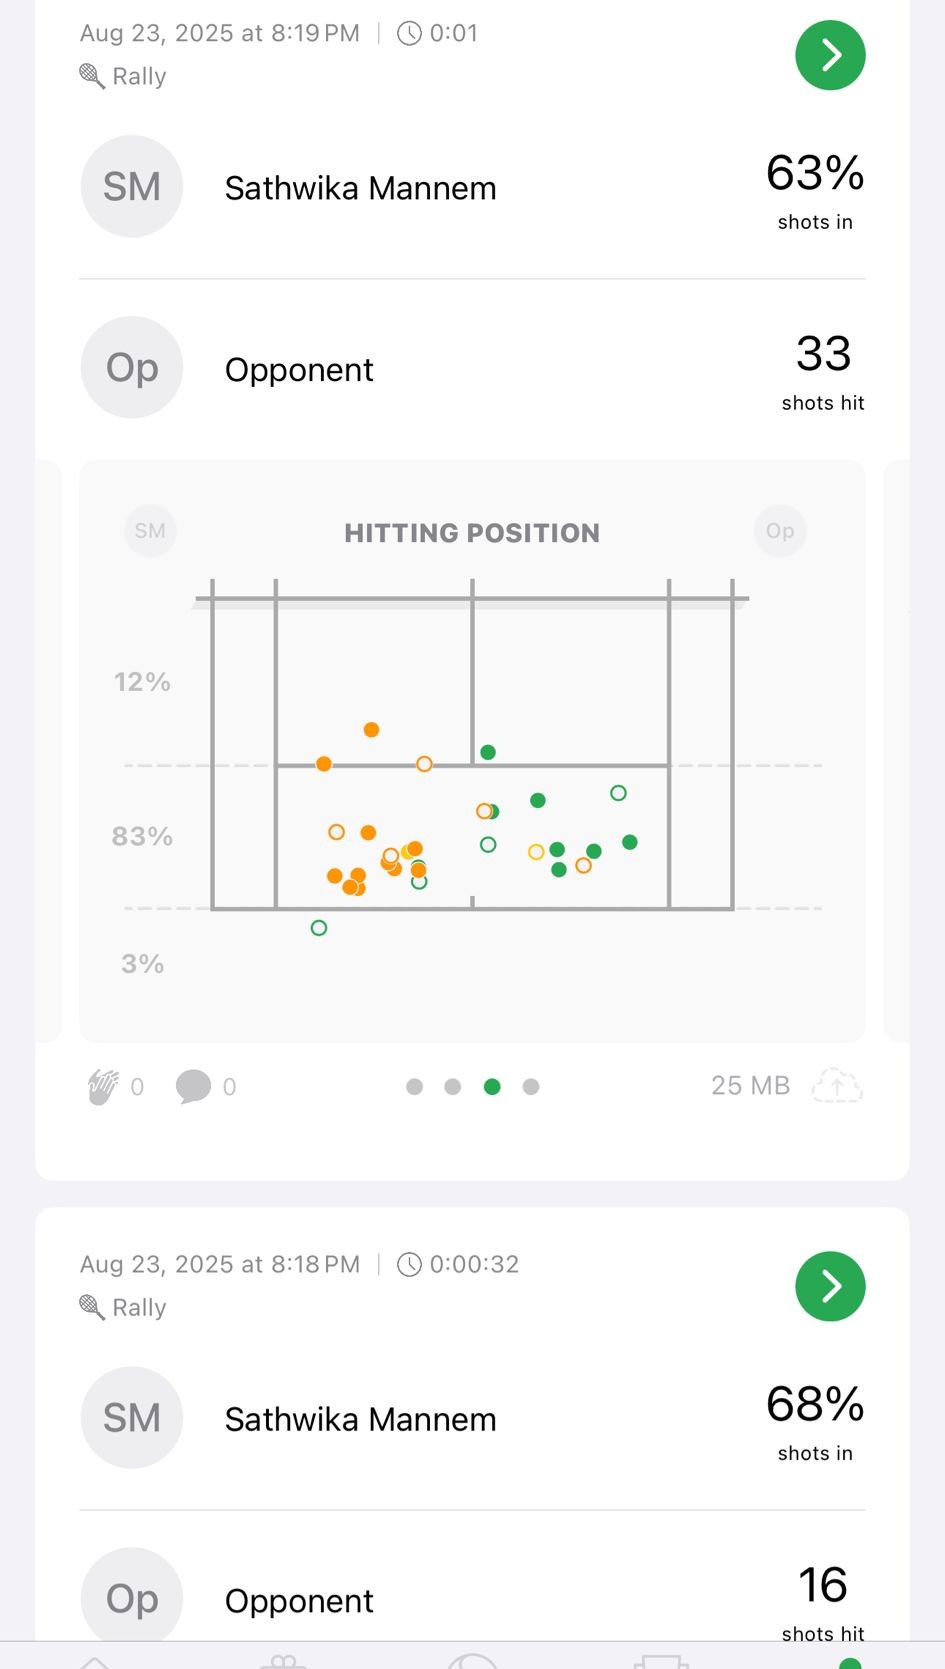 Aug 23, 2025 at 8:19 PM | 0:01
Rally
SM Sathwika Mannem 63%
shots in
Op Opponent 33
shots hit
SM HITTING POSITION Op
12%
83%
3%
0 0 25 MB
Aug 23, 2025 at 8:18 PM | 0:00:32
Rally
SM Sathwika Mannem 68%
shots in
Op Opponent 16
shots hit